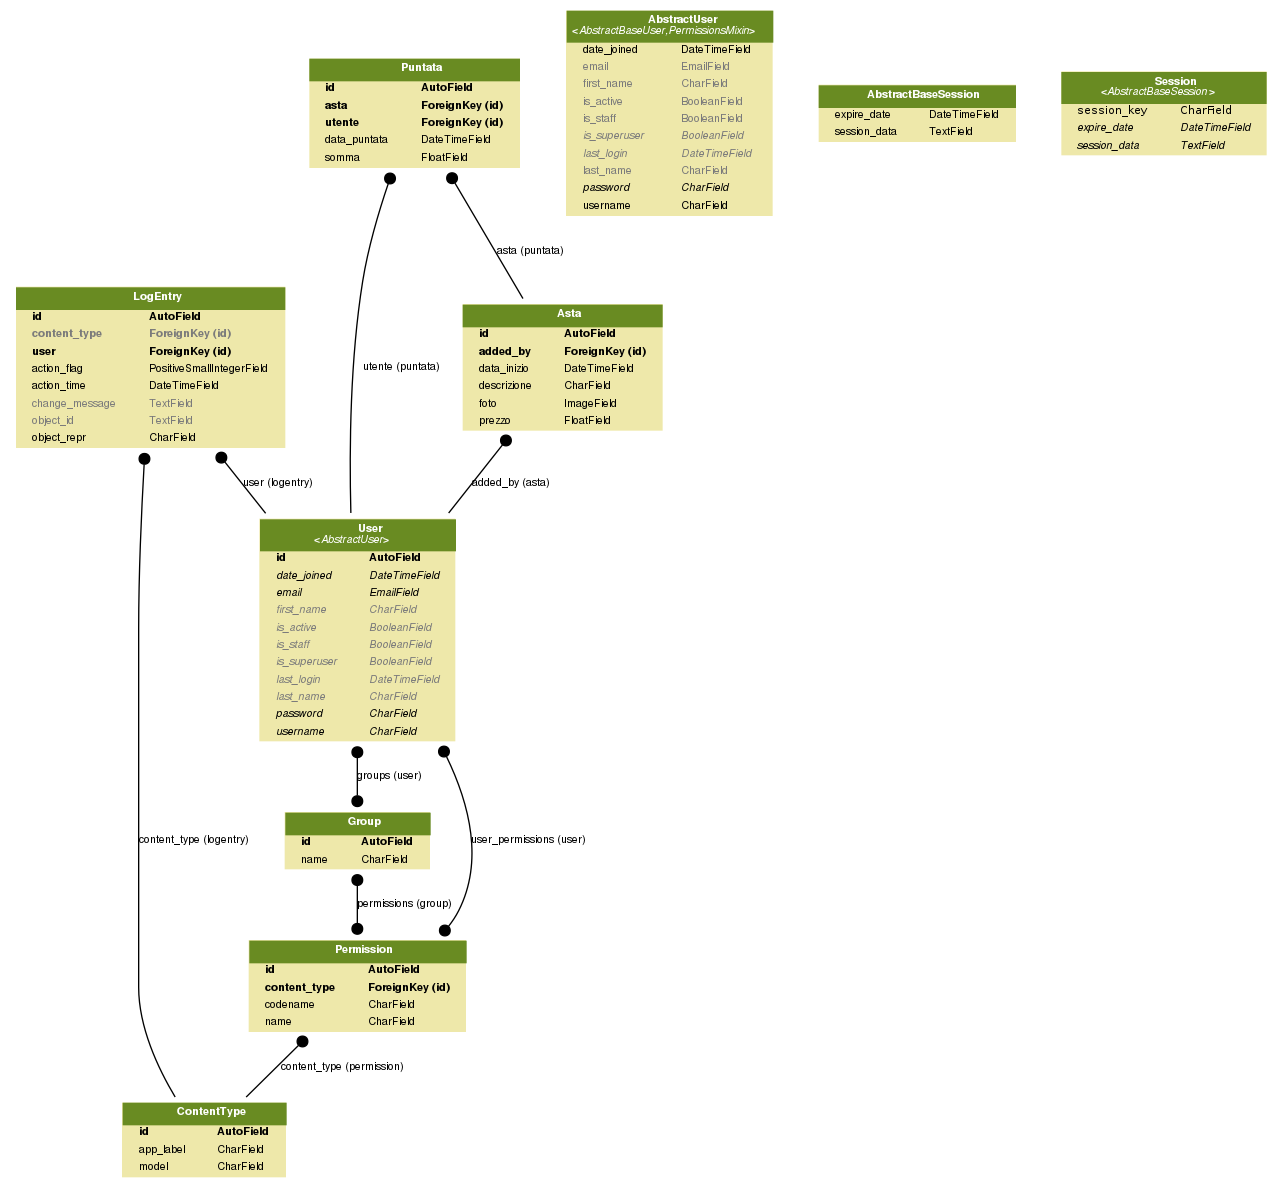 AbstractUser
<AbstractBaseUser,PermissionsMixin>
date_joined DateTimeField
email EmailField
first_name CharField
is_active BooleanField
is_staff BooleanField
is_superuser BooleanField
last_login DateTimeField
last_name CharField
password CharField
username CharField
Puntata
id AutoField
asta ForeignKey (id)
utente ForeignKey (id)
data_puntata DateTimeField
somma FloatField
AbstractBaseSession
expire_date DateTimeField
session_data TextField
Session
<AbstractBaseSession>
session_key CharField
expire_date DateTimeField
session_data TextField
asta (puntata)
utente (puntata)
LogEntry
id AutoField
content_type ForeignKey (id)
user ForeignKey (id)
action_flag PositiveSmallIntegerField
action_time DateTimeField
change_message TextField
object_id TextField
object_repr CharField
Asta
id AutoField
added_by ForeignKey (id)
data_inizio DateTimeField
descrizione CharField
foto ImageField
prezzo FloatField
user (logentry)
added_by (asta)
User
<AbstractUser>
id AutoField
date_joined DateTimeField
email EmailField
first_name CharField
is_active BooleanField
is_staff BooleanField
is_superuser BooleanField
last_login DateTimeField
last_name CharField
password CharField
username CharField
groups (user)
Group
id AutoField
name CharField
content_type (logentry)
user_permissions (user)
permissions (group)
Permission
id AutoField
content_type ForeignKey (id)
codename CharField
name CharField
content_type (permission)
ContentType
id AutoField
app_label CharField
model CharField